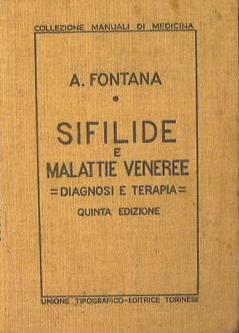 COLLEZIONE MANUALI DI MEDICINA
A. FONTANA
SIFILIDE
E
MALATTIE VENEREE
= DIAGNOSI E TERAPIA =
QUINTA EDIZIONE
UNIONE TIPOGRAFICO-EDITRICE TORINESE